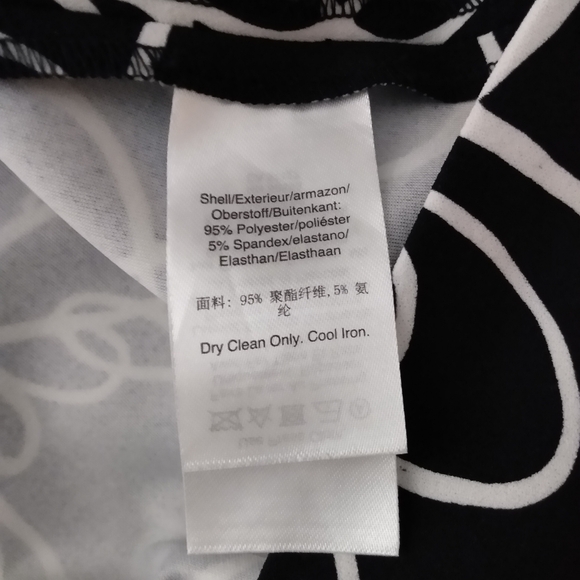 Shell/Exterieur/armazon/
Oberstoff/Buitenkant:
95% Polyester/poliéster
5% Spandex/elastano/
Elasthan/Elasthaan
面料: 95% 聚酯纤维,5% 氨
纶
Dry Clean Only. Cool Iron.